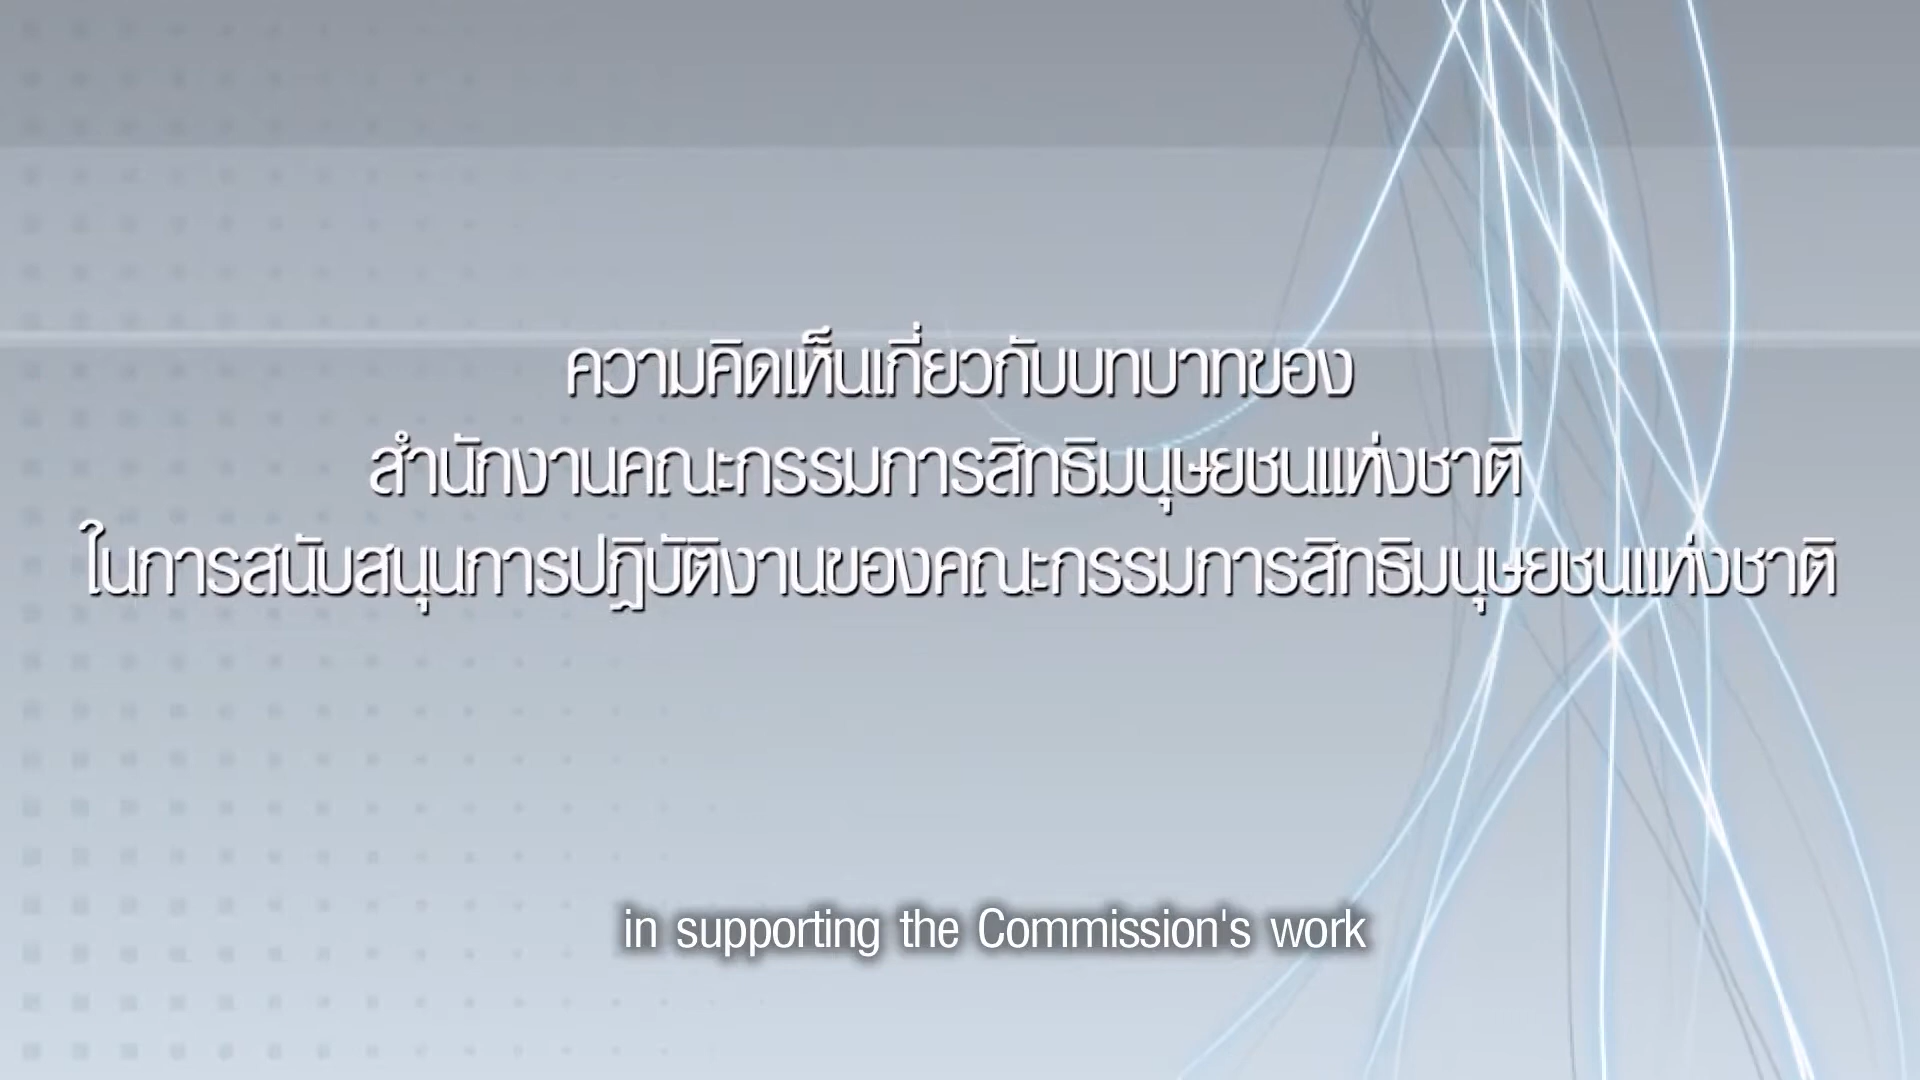 ความคิดเห็นเกี่ยวกับบทบาทของ
สำนักงานคณะกรรมการสิทธิมนุษยชนแห่งชาติ
ในการสนับสนุนการปฏิบัติงานของคณะกรรมการสิทธิมนุษยชนแห่งชาติ
in supporting the Commission's work